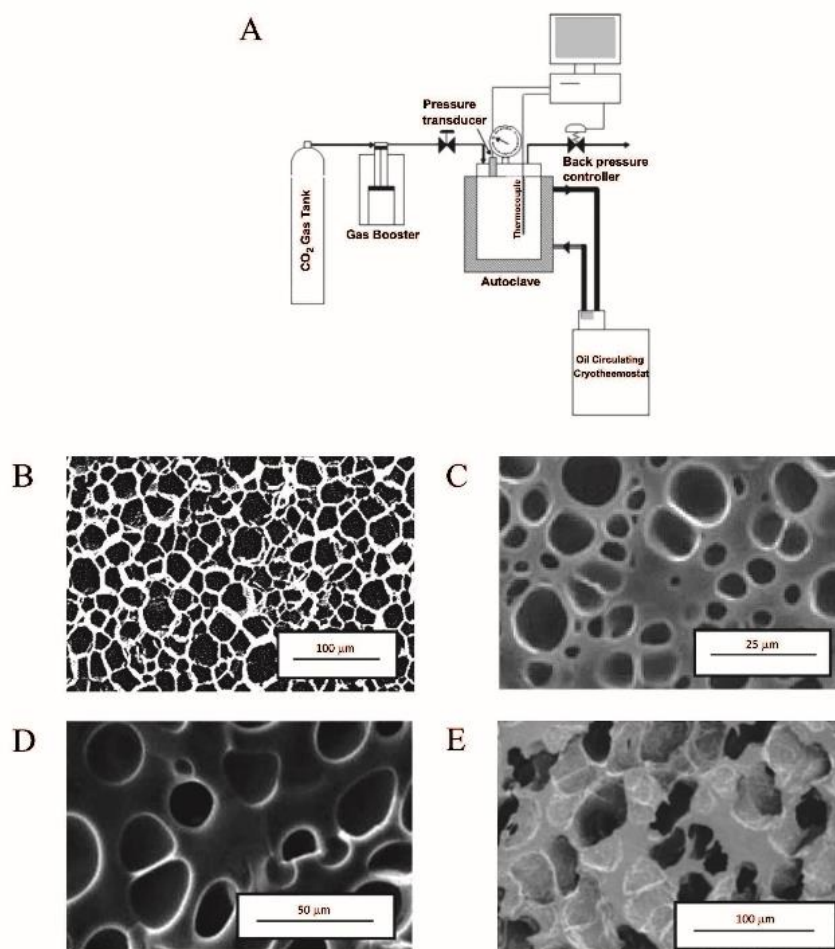 A
Pressure
transducer
Back pressure
controller
CO2 Gas Tank
Gas Booster
Thermocouple
Autoclave
Oil Circulating
Cryotheemostat
B
100 µm
C
25 µm
D
50 µm
E
100 µm